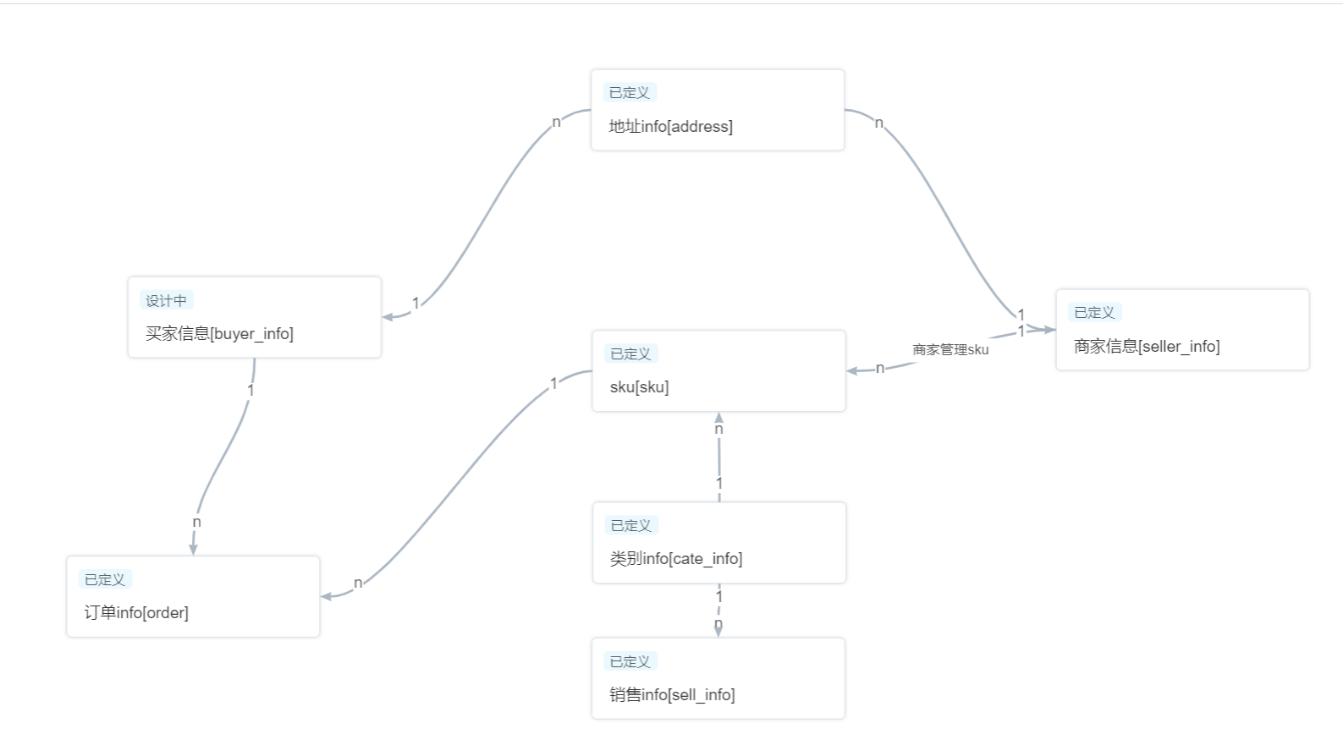 已定义
地址info[address]
n
n
1
设计中
买家信息[buyer_info]
1
1
已定义
商家信息[seller_info]
商家管理sku
n
已定义
sku[sku]
1
1
n
n
1
n
已定义
类别info[cate_info]
1
n
n
已定义
订单info[order]
已定义
销售info[sell_info]